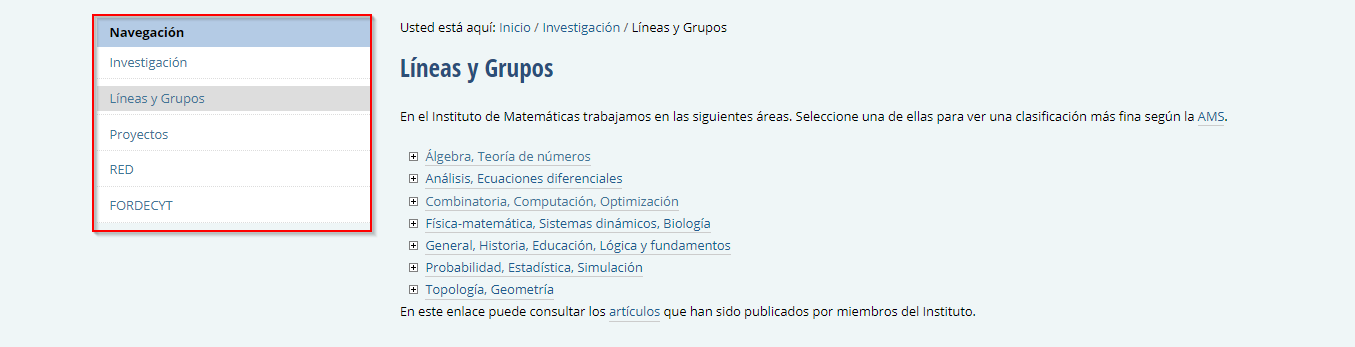 Navegación
Investigación
Líneas y Grupos
Proyectos
RED
FORDECYT
Usted está aquí: Inicio / Investigación / Líneas y Grupos
Líneas y Grupos
En el Instituto de Matemáticas trabajamos en las siguientes áreas. Seleccione una de ellas para ver una clasificación más fina según la AMS.
Álgebra, Teoría de números
Análisis, Ecuaciones diferenciales
Combinatoria, Computación, Optimización
Física-matemática, Sistemas dinámicos, Biología
General, Historia, Educación, Lógica y fundamentos
Probabilidad, Estadística, Simulación
Topología, Geometría
En este enlace puede consultar los artículos que han sido publicados por miembros del Instituto.